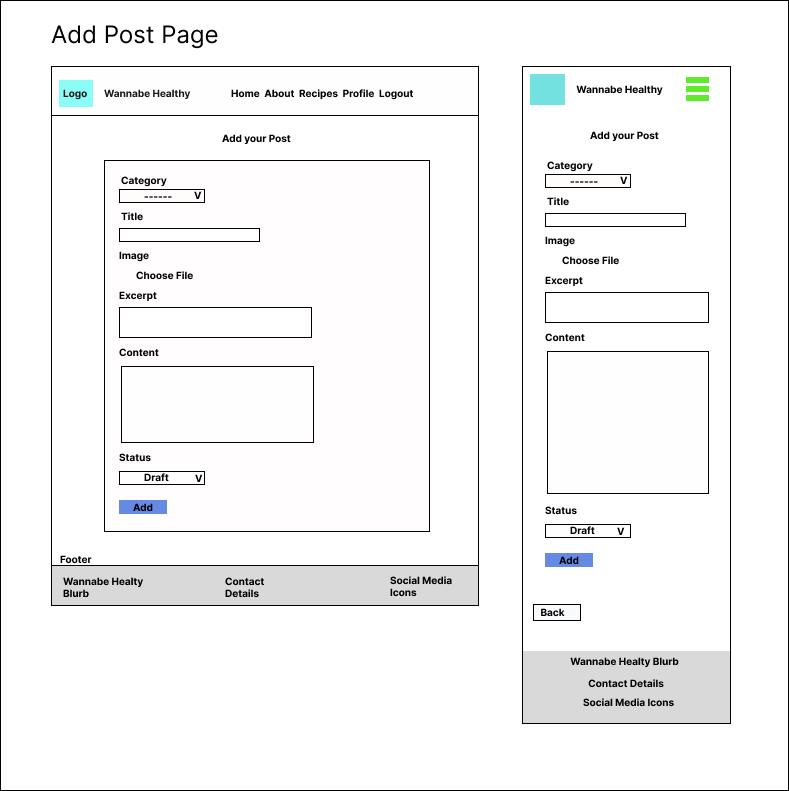 Add Post Page
Logo
Wannabe Healthy
Home About Recipes Profile Logout
Add your Post
Category
------ V
Title
Image
Choose File
Excerpt
Content
Status
Draft V
Add
Footer
Wannabe Healty
Blurb
Contact
Details
Social Media
Icons
Wannabe Healthy
Add your Post
Category
------ V
Title
Image
Choose File
Excerpt
Content
Status
Draft V
Add
Back
Wannabe Healty Blurb
Contact Details
Social Media Icons